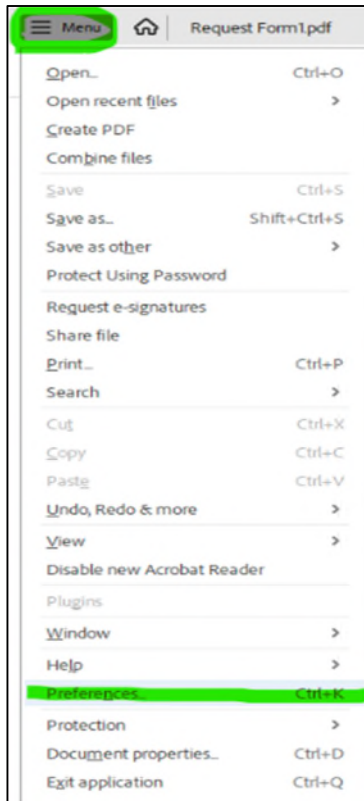 Menu Request Form1.pdf
Open... Ctrl+O
Open recent files >
Create PDF
Combine files
Save Ctrl+S
Save as... Shift+Ctrl+S
Save as other >
Protect Using Password
Request e-signatures
Share file
Print... Ctrl+P
Search >
Cut Ctrl+X
Copy Ctrl+C
Paste Ctrl+V
Undo, Redo & more >
View >
Disable new Acrobat Reader
Plugins
Window >
Help >
Preferences... Ctrl+K
Protection >
Document properties... Ctrl+D
Exit application Ctrl+Q